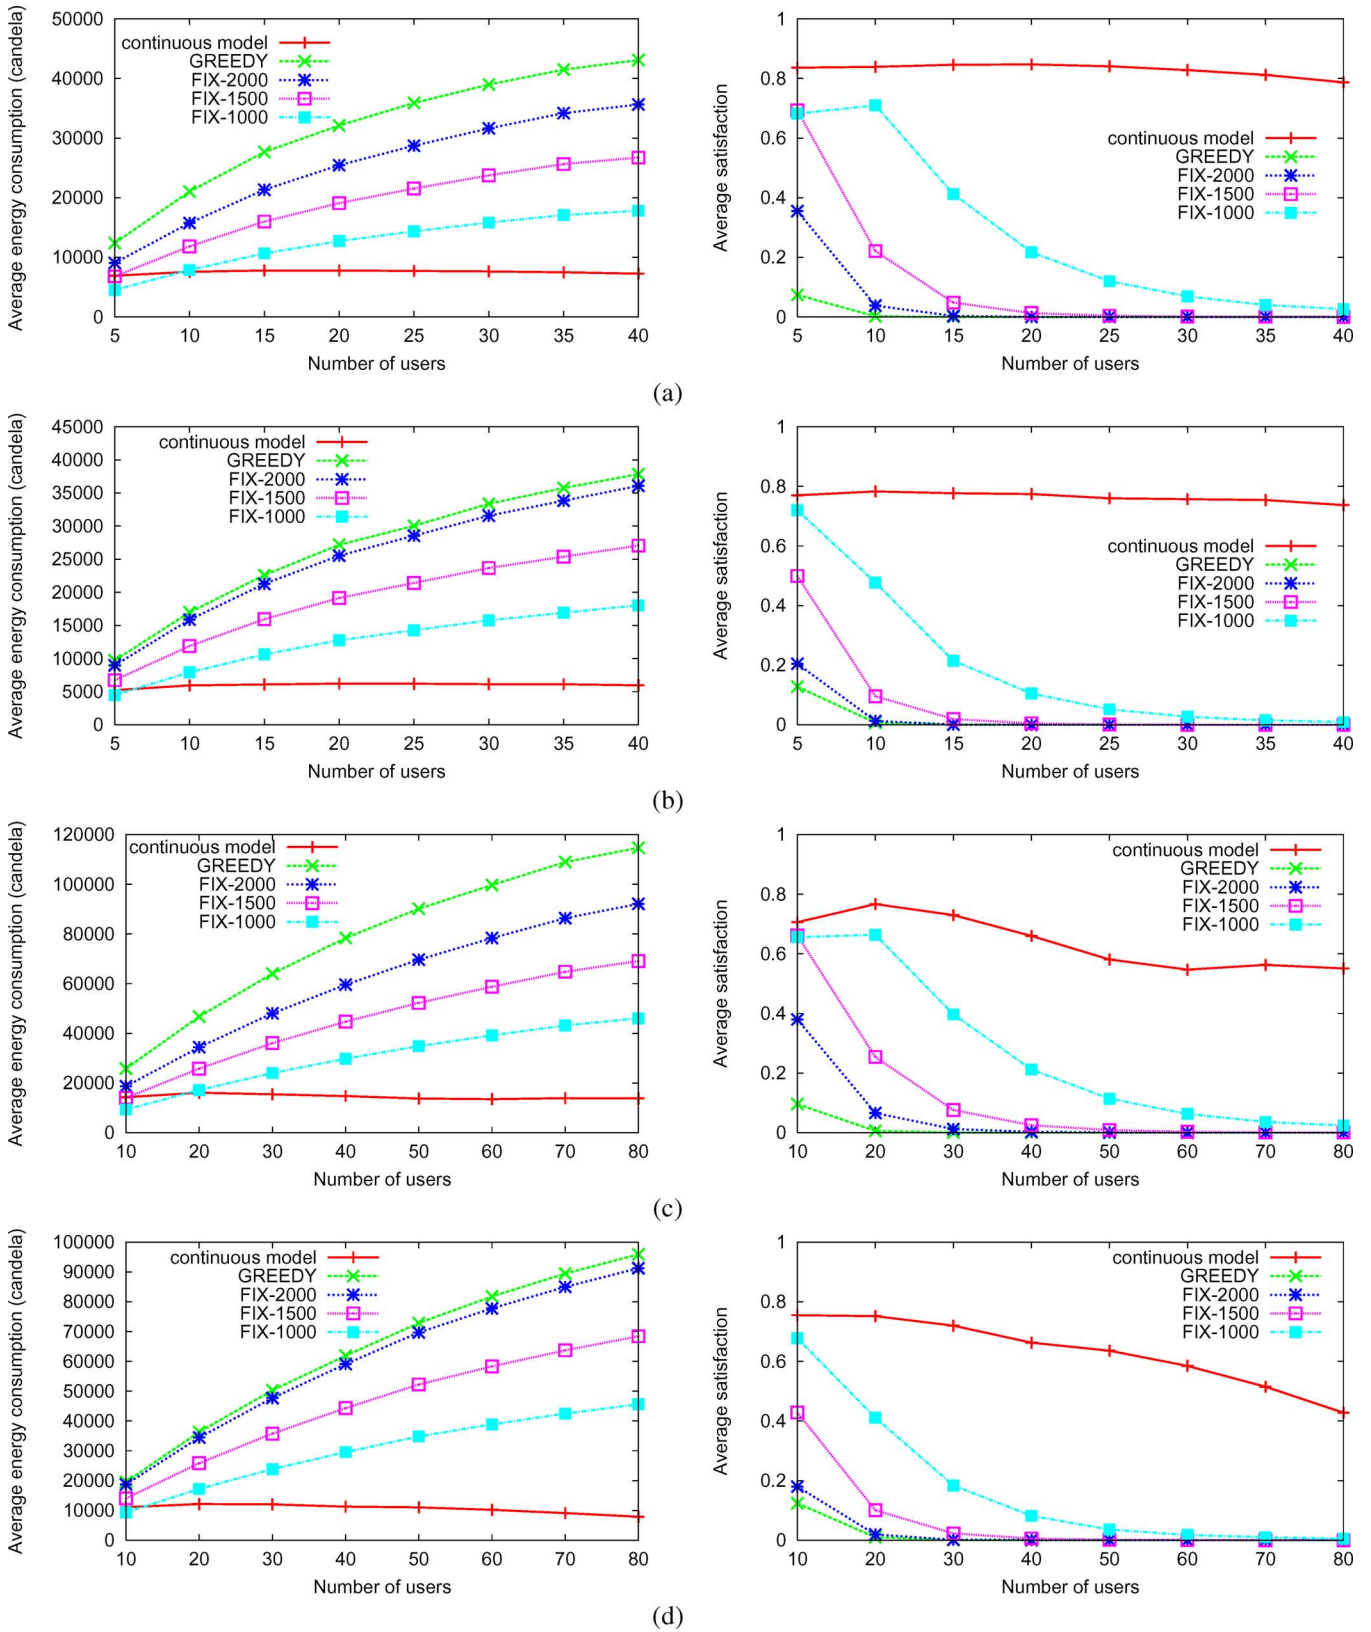 Average energy consumption (candela)
50000
40000
30000
20000
10000
0
continuous model
GREEDY
FIX-2000
FIX-1500
FIX-1000
5 10 15 20 25 30 35 40
Number of users
Average satisfaction
1
0.8
0.6
0.4
0.2
0
continuous model
GREEDY
FIX-2000
FIX-1500
FIX-1000
5 10 15 20 25 30 35 40
Number of users
(a)
Average energy consumption (candela)
45000
40000
35000
30000
25000
20000
15000
10000
5000
0
continuous model
GREEDY
FIX-2000
FIX-1500
FIX-1000
5 10 15 20 25 30 35 40
Number of users
Average satisfaction
1
0.8
0.6
0.4
0.2
0
continuous model
GREEDY
FIX-2000
FIX-1500
FIX-1000
5 10 15 20 25 30 35 40
Number of users
(b)
Average energy consumption (candela)
120000
100000
80000
60000
40000
20000
0
continuous model
GREEDY
FIX-2000
FIX-1500
FIX-1000
10 20 30 40 50 60 70 80
Number of users
Average satisfaction
1
0.8
0.6
0.4
0.2
0
continuous model
GREEDY
FIX-2000
FIX-1500
FIX-1000
10 20 30 40 50 60 70 80
Number of users
(c)
Average energy consumption (candela)
100000
90000
80000
70000
60000
50000
40000
30000
20000
10000
0
continuous model
GREEDY
FIX-2000
FIX-1500
FIX-1000
10 20 30 40 50 60 70 80
Number of users
Average satisfaction
1
0.8
0.6
0.4
0.2
0
continuous model
GREEDY
FIX-2000
FIX-1500
FIX-1000
10 20 30 40 50 60 70 80
Number of users
(d)